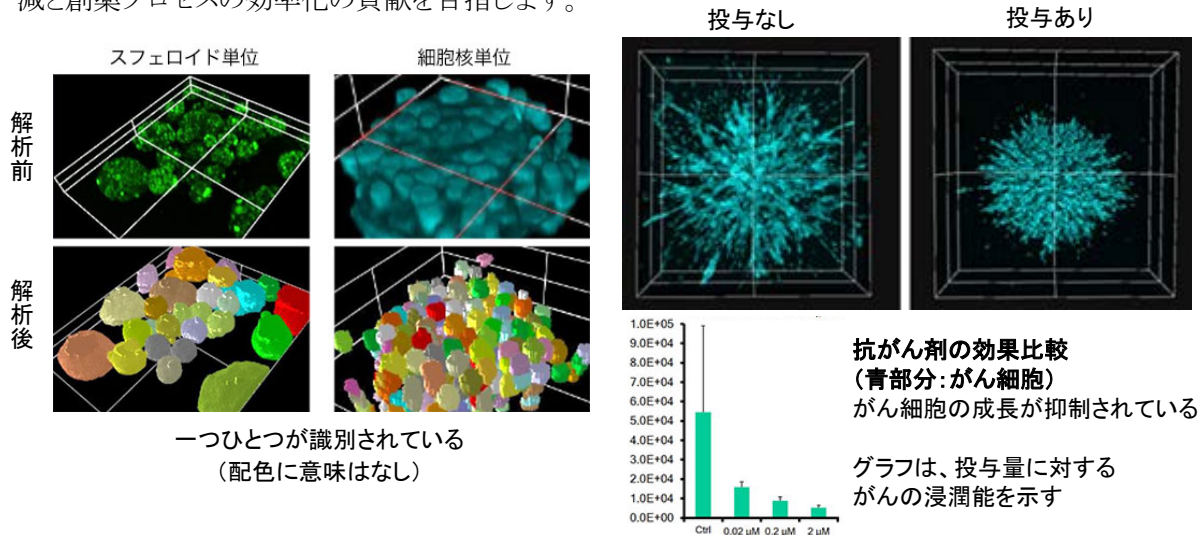 減と創薬プロセスの効率化の貢献を目指します。
スフェロイド単位
細胞核単位
解析前
解析後
一つひとつが識別されている
（配色に意味はなし）
投与なし
投与あり
1.0E+05
9.0E+04
8.0E+04
7.0E+04
6.0E+04
5.0E+04
4.0E+04
3.0E+04
2.0E+04
1.0E+04
0.0E+00
Ctrl
0.02 μM
0.2 μM
2 μM
抗がん剤の効果比較
（青部分：がん細胞）
がん細胞の成長が抑制されている
グラフは、投与量に対する
がんの浸潤能を示す